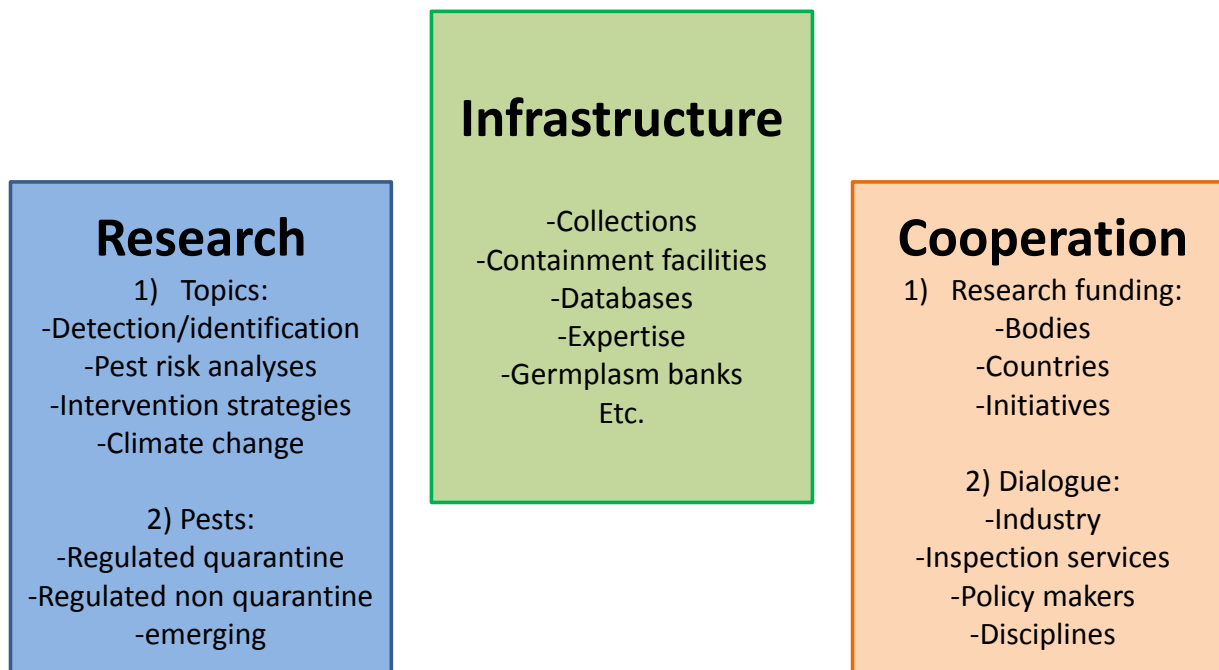 Infrastructure
-Collections
-Containment facilities
-Databases
-Expertise
-Germplasm banks
Etc.
Research
1) Topics:
-Detection/identification
-Pest risk analyses
-Intervention strategies
-Climate change
2) Pests:
-Regulated quarantine
-Regulated non quarantine
-emerging
Cooperation
1) Research funding:
-Bodies
-Countries
-Initiatives
2) Dialogue:
-Industry
-Inspection services
-Policy makers
-Disciplines